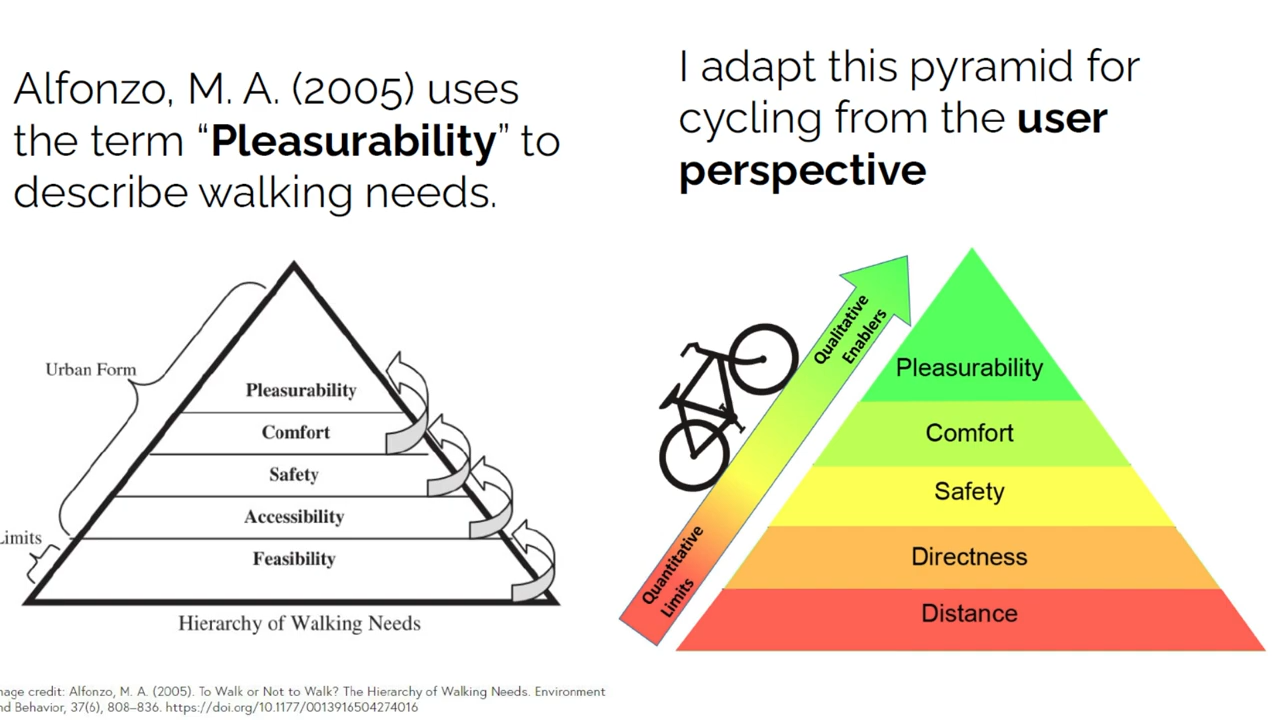 Alfonzo, M. A. (2005) uses
the term “Pleasurability” to
describe walking needs.
I adapt this pyramid for
cycling from the user
perspective
Urban Form
Limits
Pleasurability
Comfort
Safety
Accessibility
Feasibility
Hierarchy of Walking Needs
Qualitative
Enablers
Quantitative
Limits
Pleasurability
Comfort
Safety
Directness
Distance
mage credit: Alfonzo, M. A. (2005). To Walk or Not to Walk? The Hierarchy of Walking Needs. Environment
nd Behavior, 37(6), 808–836. https://doi.org/10.1177/0013916504274016